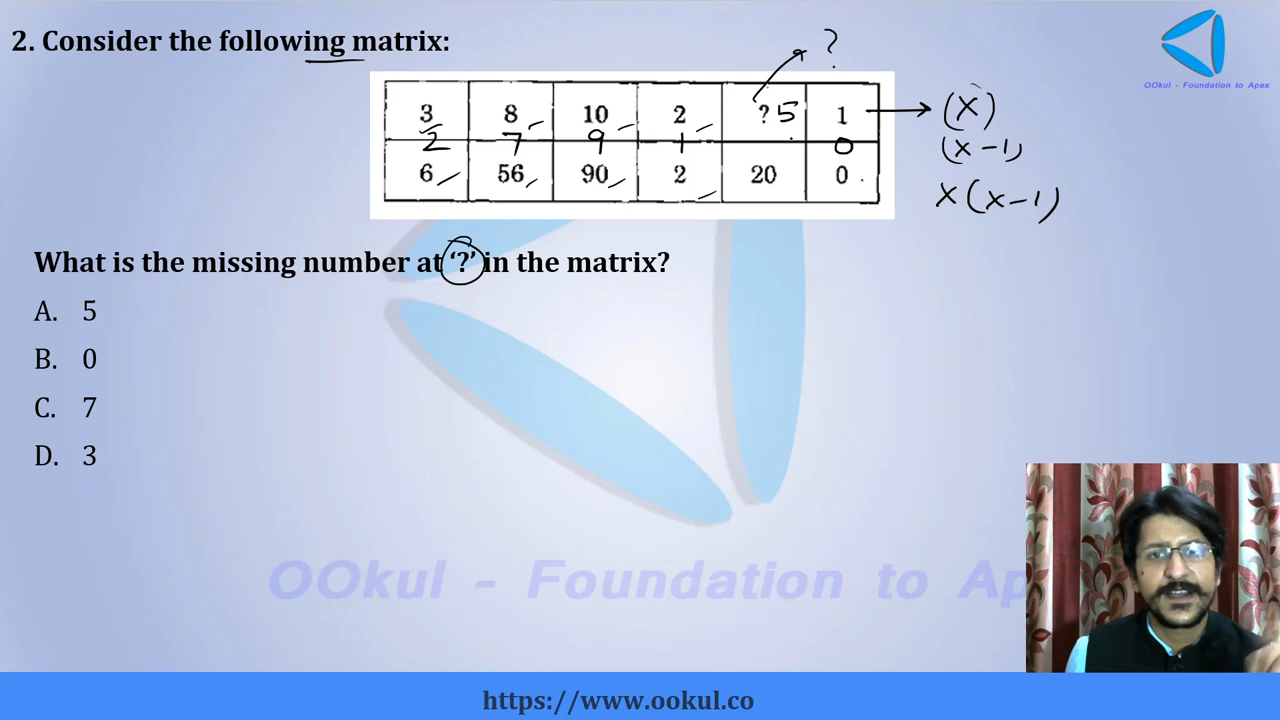 2. Consider the following matrix:
OOkul - Foundation to Apex
?
3 8 10 2 ? 5 1 (x)
2 7 9 1 0 (x-1)
6 56 90 2 20 0 x(x-1)
What is the missing number at ‘?’ in the matrix?
A. 5
B. 0
C. 7
D. 3
OOkul - Foundation to Ap
https://www.ookul.co